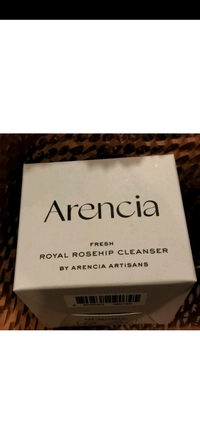 Arencia
FRESH
ROYAL ROSEHIP CLEANSER
BY ARENCIA ARTISANS